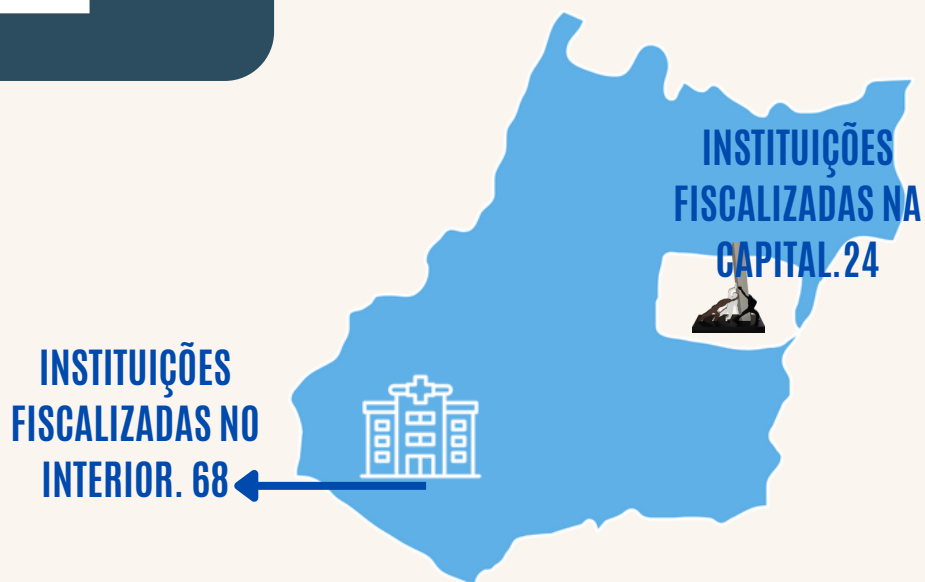 INSTITUIÇÕES
FISCALIZADAS NA
CAPITAL.24
INSTITUIÇÕES
FISCALIZADAS NO
INTERIOR. 68